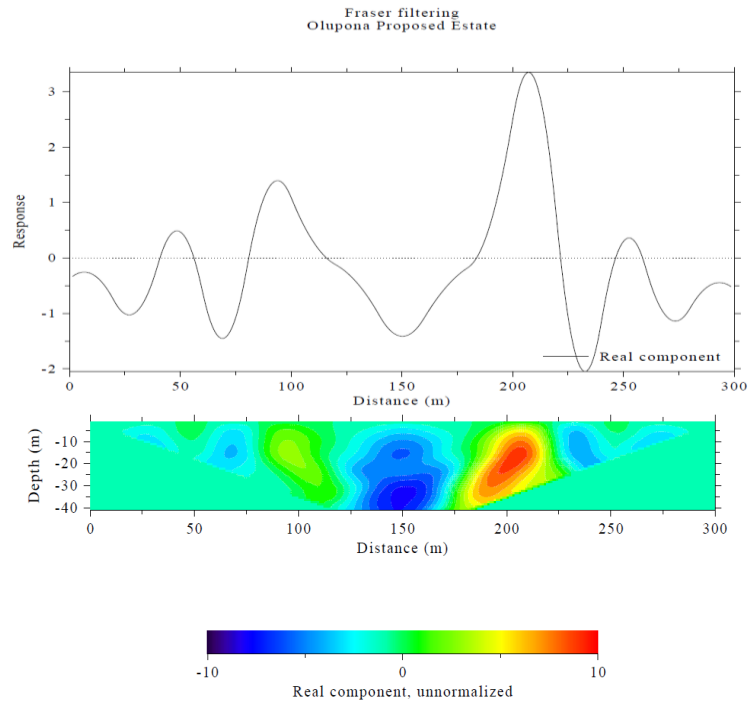 Fraser filtering
Olupona Proposed Estate
3
2
1
0
-1
-2
Response
Real component
0 50 100 150 200 250 300
Distance (m)
-10
-20
-30
-40
Depth (m)
0 50 100 150 200 250 300
Distance (m)
-10 0 10
Real component, unnormalized